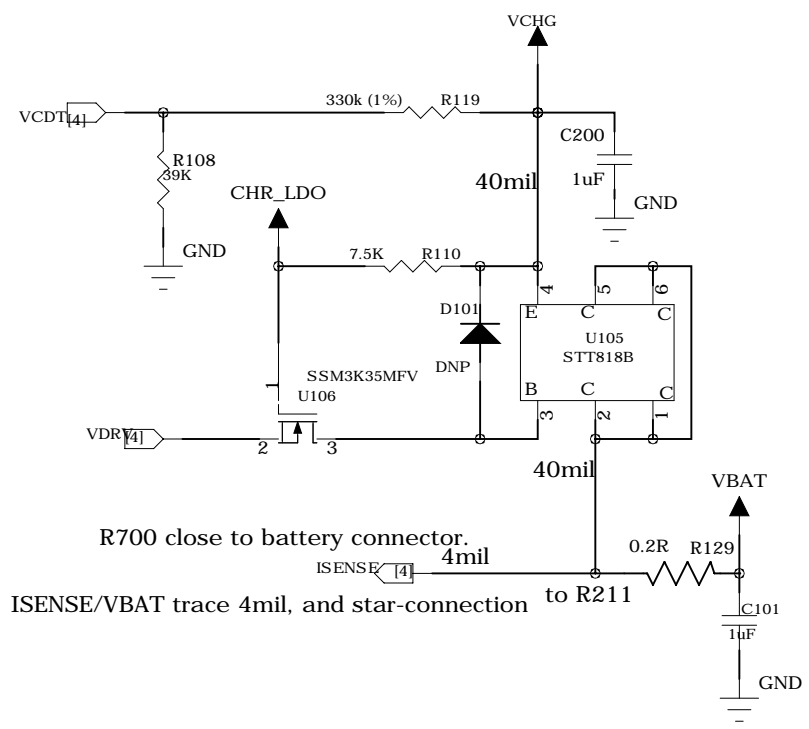 VCHG
330k (1%) R119
VCDT [4]
C200
R108
39K
1uF
40mil
CHR_LDO
GND
GND
7.5K R110
4
5
6
D101
E C C
U105
STT818B
DNP
SSM3K35MFV
1
U106
B C C
3
2
1
VDRV [4]
2 3
40mil
VBAT
R700 close to battery connector.
0.2R R129
ISENSE [4] 4mil
to R211
ISENSE/VBAT trace 4mil, and star-connection
C101
1uF
GND